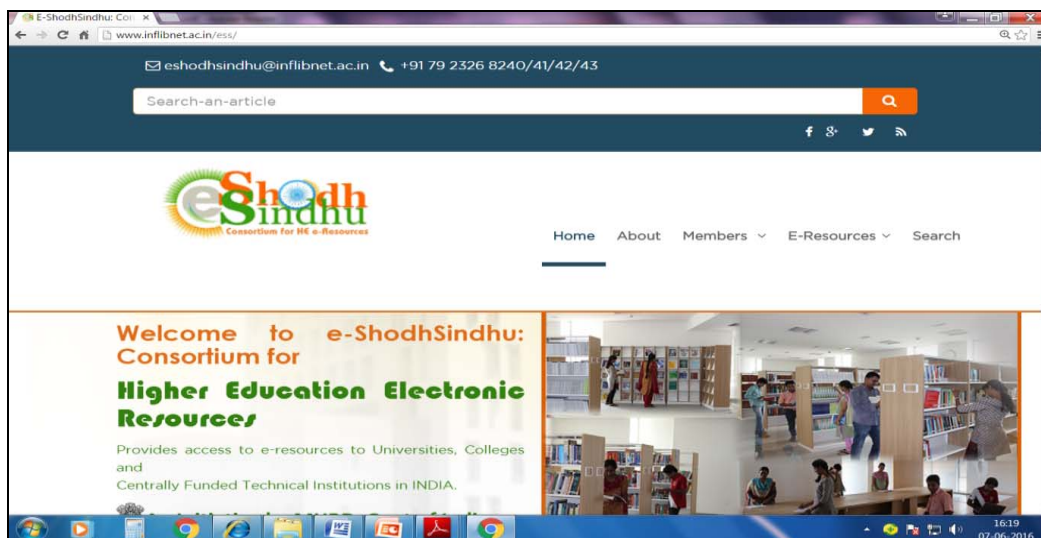 E-ShodhSindhu: Con
www.inflibnet.ac.in/ess/
eshodhsindhu@inflibnet.ac.in +91 79 2326 8240/41/42/43
Search-an-article
eShodh
Sindhu
Consortium for HE e-Resources
Home About Members E-Resources Search
Welcome to e-ShodhSindhu:
Consortium for
Higher Education Electronic
Resources
Provides access to e-resources to Universities, Colleges
and
Centrally Funded Technical Institutions in INDIA.
16:19
07-06-2016